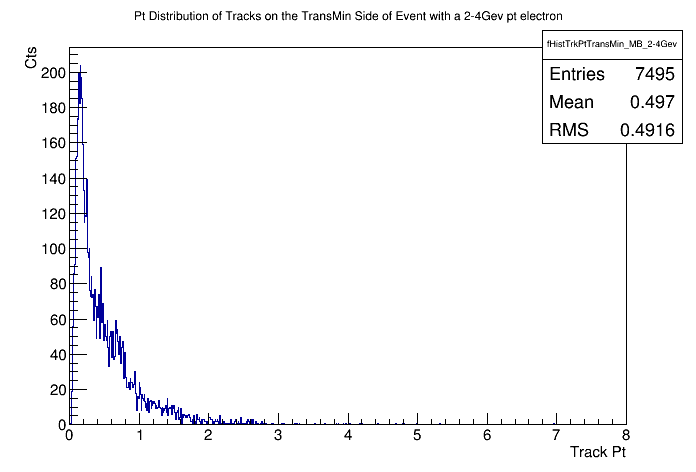 Pt Distribution of Tracks on the TransMin Side of Event with a 2-4Gev pt electron
fHistTrkPtTransMin_MB_2-4Gev
Entries 7495
Mean 0.497
RMS 0.4916
Cts
200
180
160
140
120
100
80
60
40
20
0
0 1 2 3 4 5 6 7 8
Track Pt